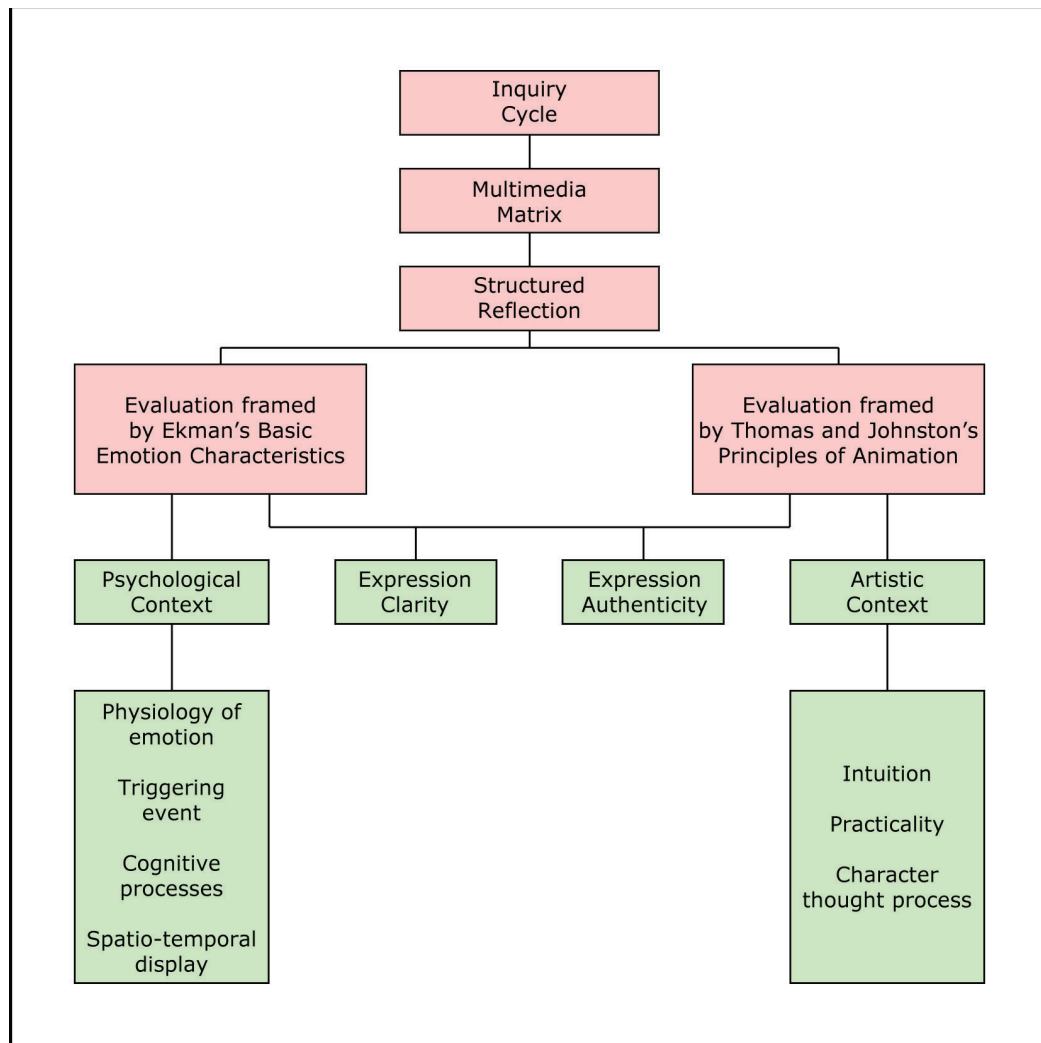 Inquiry
Cycle
Multimedia
Matrix
Structured
Reflection
Evaluation framed
by Ekman's Basic
Emotion Characteristics
Evaluation framed
by Thomas and Johnston's
Principles of Animation
Psychological
Context
Expression
Clarity
Expression
Authenticity
Artistic
Context
Physiology of
emotion
Triggering
event
Cognitive
processes
Spatio-temporal
display
Intuition
Practicality
Character
thought process